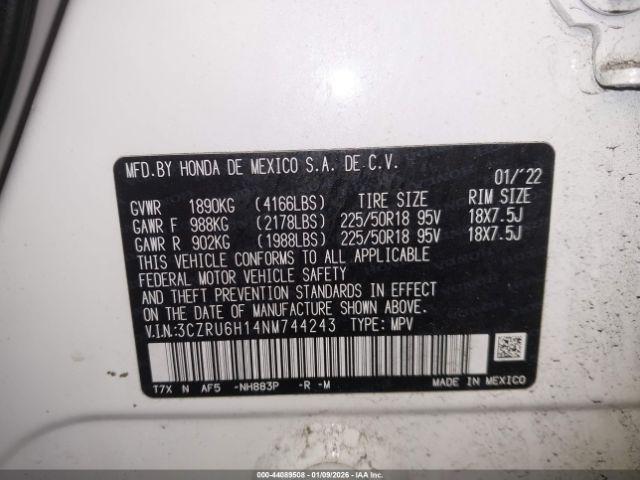 MFD.BY HONDA DE MEXICO S.A. DE C.V.
01/'22
GVWR 1890KG (4166LBS) TIRE SIZE RIM SIZE
GAWR F 988KG (2178LBS) 225/50R18 95V 18X7.5J
GAWR R 902KG (1988LBS) 225/50R18 95V 18X7.5J
THIS VEHICLE CONFORMS TO ALL APPLICABLE
FEDERAL MOTOR VEHICLE SAFETY
AND THEFT PREVENTION STANDARDS IN EFFECT
ON THE DATE OF MANUFACTURE SHOWN ABOVE.
V.I.N:3CZRU6H14NM744243 TYPE: MPV
T7X N AF5 -NH883P -R -M MADE IN MEXICO
000-44089508 - 01/09/2026 - IAAI.COM